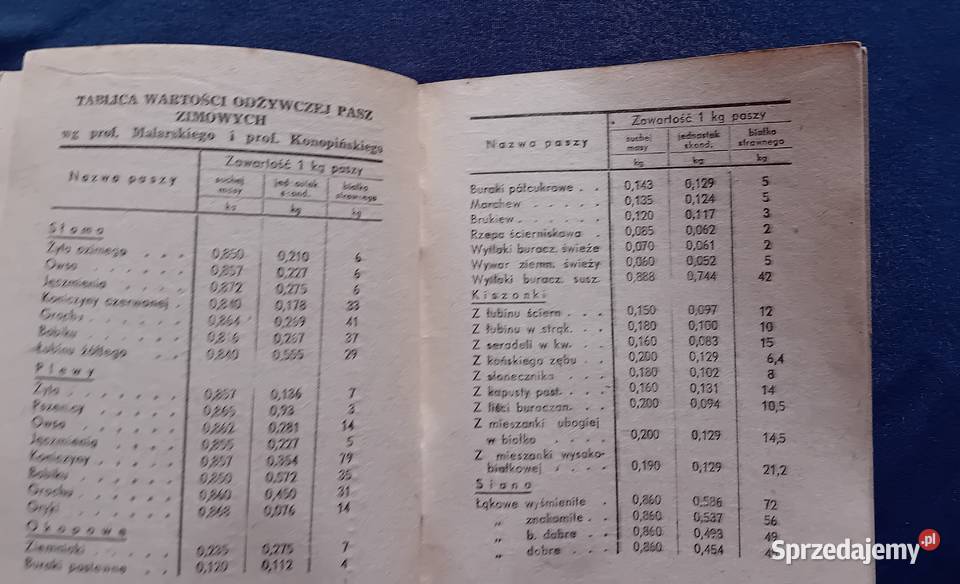 TABLICA WARTOŚCI ODŻYWCZEJ PASZ
ZIMOWYCH
wg prof. Malarskiego i prof. Konopińskiego
Nazwa paszy
Zawartość 1 kg paszy
suchej masy
białka strawnego
kg kg kg
Słoma
Żyta ozimego . . . 0,850 0,210 6
Owsa . . . . . 0,857 0,227 6
Jęczmienia . . . . 0,872 0,275 6
Koniczyny czerwonej . 0,840 0,178 33
Grochu . . . . . 0,864 41
Bobiku . . . . . 37
Łubinu żółtego . . 0,840 29
Plewy
Żyta . . . . . . 0,857 0,136 7
Pszenicy . . . . 0,865 0,93 3
Owsa . . . . . 0,862 0,281 14
Jęczmienia . . . . 0,227 5
Koniczyny . . . . 0,857 0,354 79
Bobiku . . . . . 0,850 0,572 35
Grochu . . . . . 0,860 0,450 31
Gryki . . . . . 0,868 0,076 14
Okopowe
Ziemniaki . . . . 0,235 0,275 7
Buraki pastewne . . 0,120 0,112 4
Nazwa paszy
Zawartość 1 kg paszy
suchej masy jednostek skand. białka strawnego
kg kg kg
Buraki półcukrowe . . 0,143 0,129 5
Marchew . . . . . 0,135 0,124 5
Brukiew . . . . . 0,120 0,117 3
Rzepa ścierniskowa . 0,085 0,062 2
Wytłoki buracz. świeże 0,070 0,061 2
Wywar ziemn. świeży 0,060 0,052 5
Wytłoki buracz. susz. 0,888 0,744 42
Kiszonki
Z łubinu ściern . . . 0,150 0,097 12
Z łubinu w strąk. . . 0,180 0,100 10
Z seradeli w kw. . . 0,160 0,083 15
Z końskiego zębu . . 0,200 0,129 6,4
Z słonecznika . . . 0,180 0,102 8
Z kapusty past. . . . 0,160 0,131 14
Z liści buraczan. . . 0,200 0,094 10,5
Z mieszanki ubogiej
w białko . . . . 0,200 0,129 14,5
Z mieszanki wysoko-
białkowej . . . . 0,190 0,129 21,2
Siano
Łąkowe wyśmienite . 0,860 0,586 72
„ znakomite . . 0,860 0,537 56
„ b. dobre . . 0,860 0,493 49
„ dobre . . . 0,860 0,454
Sprzedajemy.pl